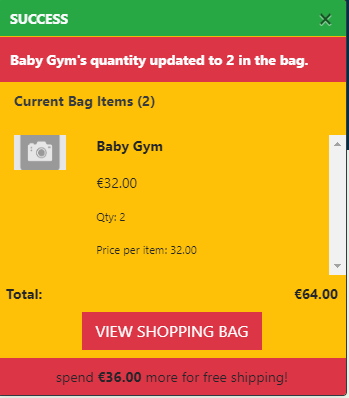 SUCCESS ×
Baby Gym's quantity updated to 2 in the bag.
Current Bag Items (2)
Baby Gym
€32.00
Qty: 2
Price per item: 32.00
Total: €64.00
VIEW SHOPPING BAG
spend €36.00 more for free shipping!